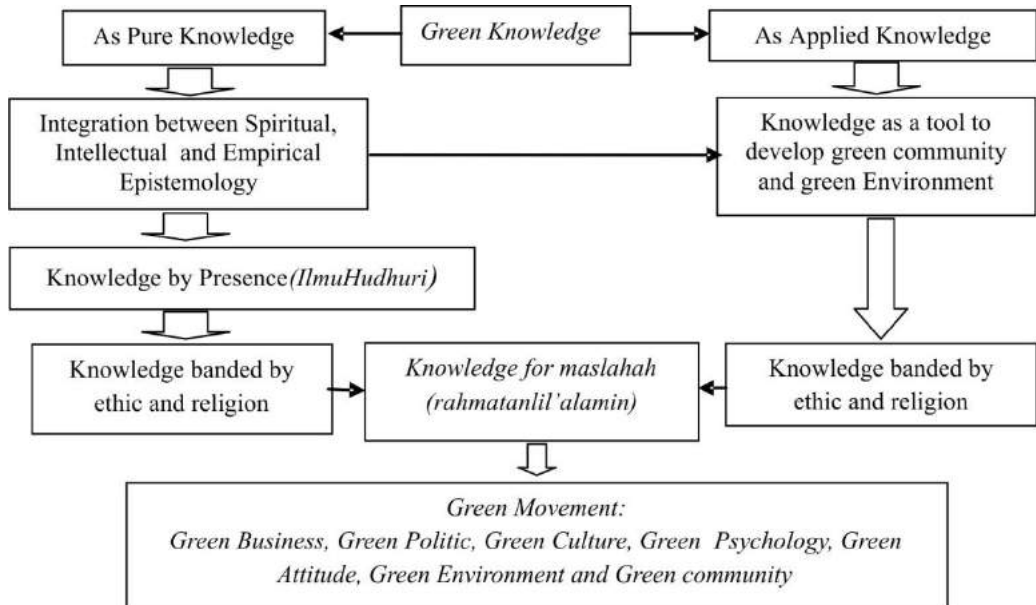 As Pure Knowledge
Green Knowledge
As Applied Knowledge
Integration between Spiritual,
Intellectual and Empirical
Epistemology
Knowledge as a tool to
develop green community
and green Environment
Knowledge by Presence(IlmuHudhuri)
Knowledge banded by
ethic and religion
Knowledge for maslahah
(rahmatanlil’alamin)
Knowledge banded by
ethic and religion
Green Movement:
Green Business, Green Politic, Green Culture, Green Psychology, Green
Attitude, Green Environment and Green community